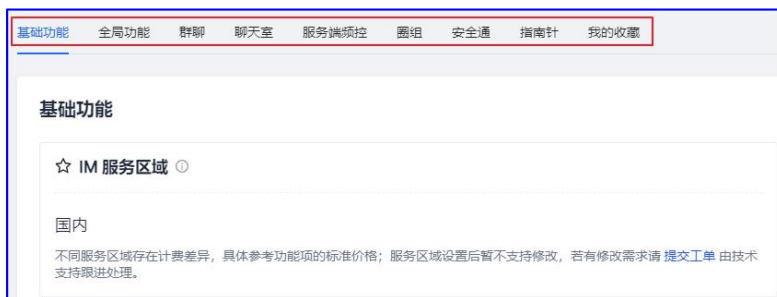 基础功能 全局功能 群聊 聊天室 服务端频控 圈组 安全通 指南针 我的收藏
基础功能
IM 服务区域
国内
不同服务区域存在计费差异，具体参考功能项的标准价格；服务区域设置后暂不支持修改，若有修改需求请 提交工单 由技术
支持跟进处理。